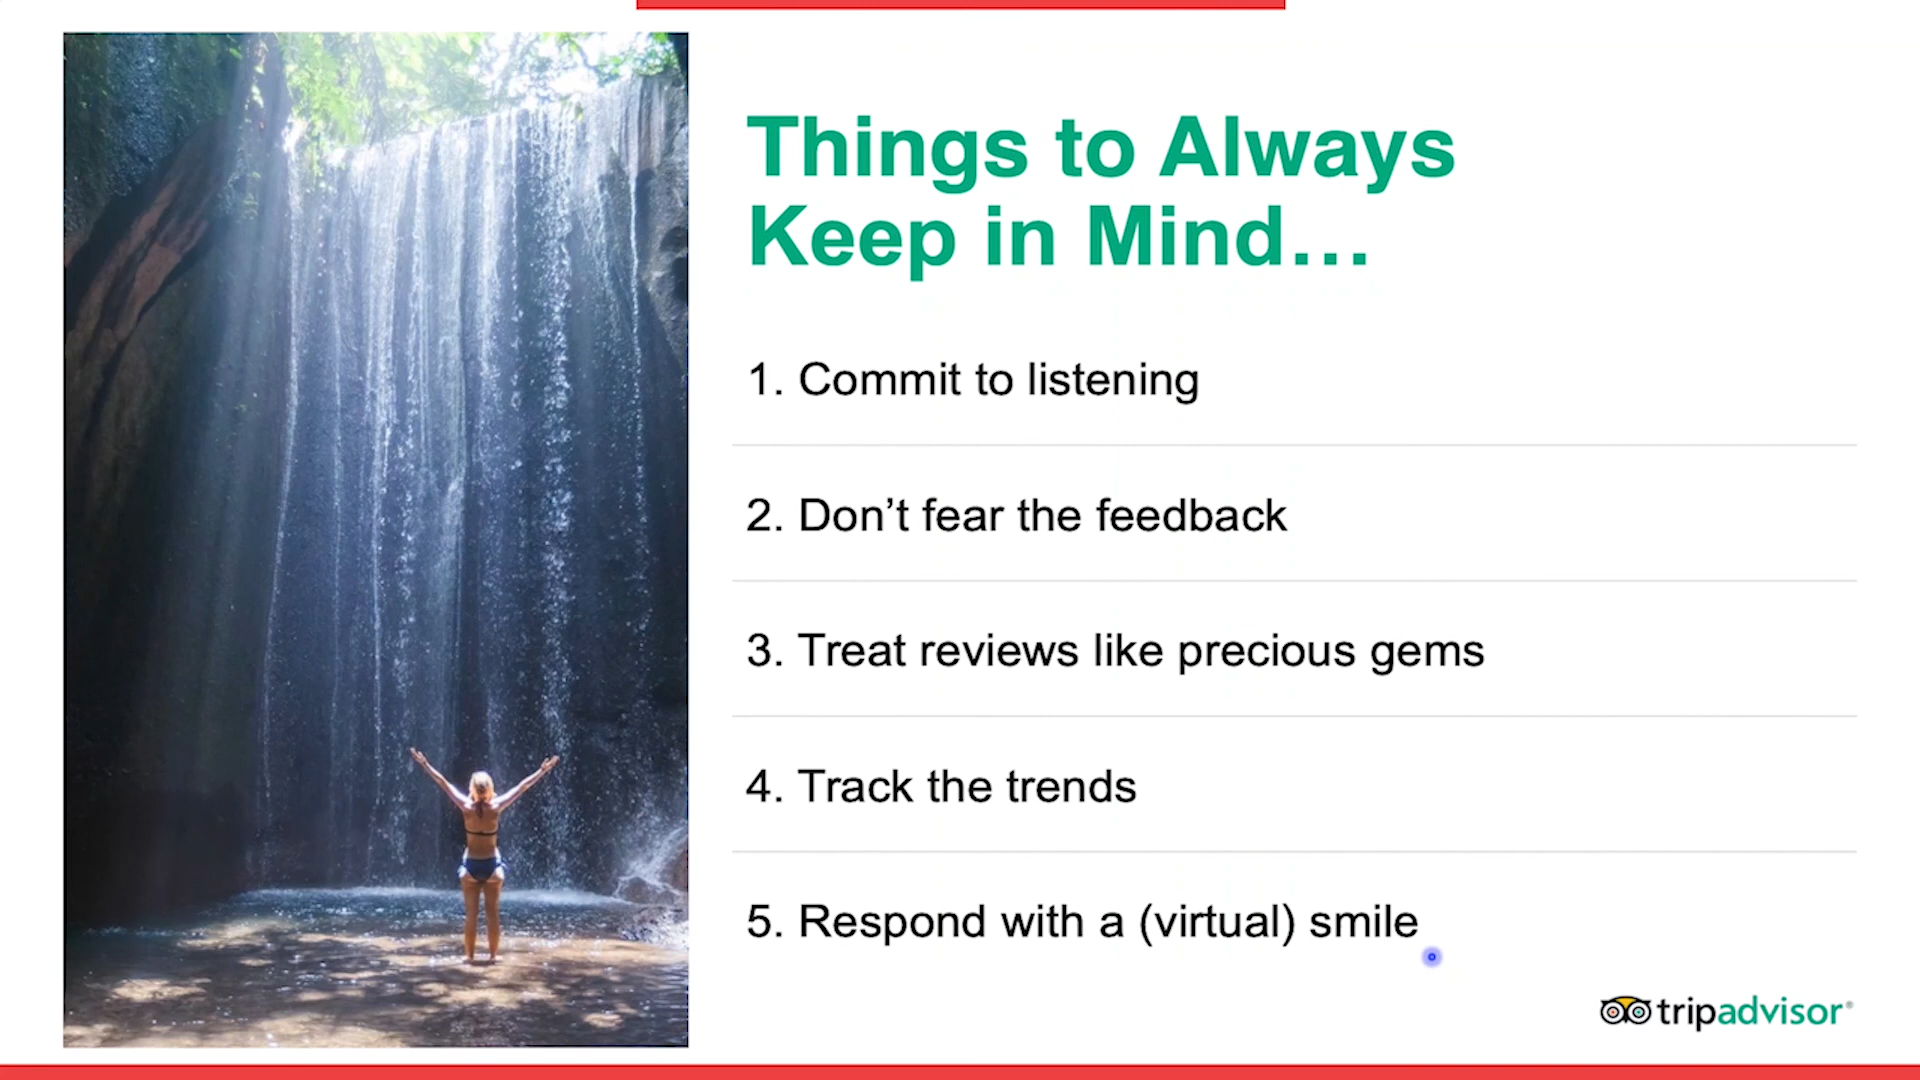 Things to Always
Keep in Mind…
1. Commit to listening
2. Don’t fear the feedback
3. Treat reviews like precious gems
4. Track the trends
5. Respond with a (virtual) smile
tripadvisor®